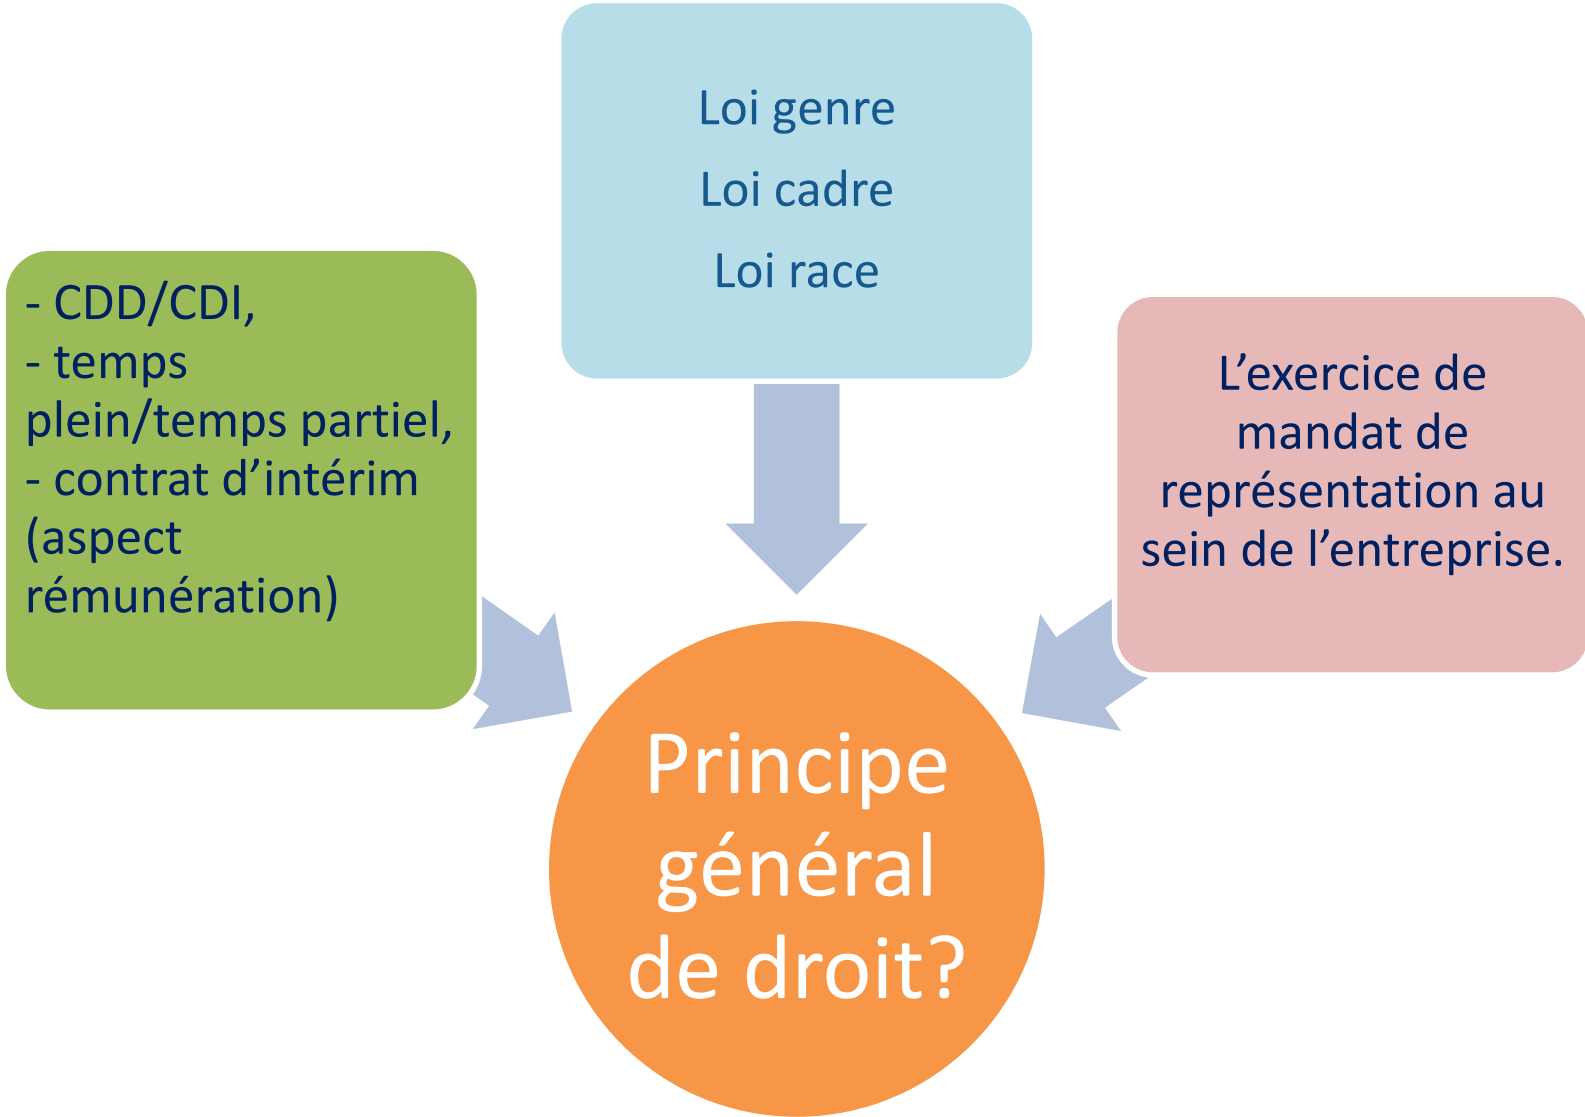 Loi genre
Loi cadre
Loi race
- CDD/CDI,
- temps
plein/temps partiel,
- contrat d’intérim
(aspect
rémunération)
L’exercice de
mandat de
représentation au
sein de l’entreprise.
Principe
général
de droit?